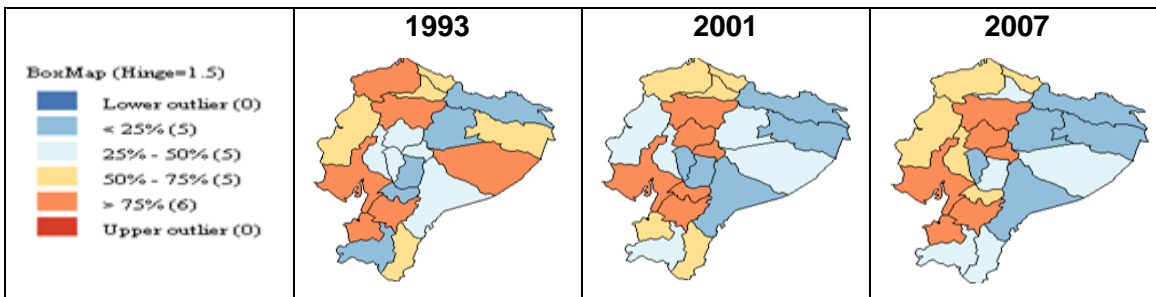 1993
2001
2007
BoxMap (Hinge=1.5)
Lower outlier (0)
< 25% (5)
25% - 50% (5)
50% - 75% (5)
> 75% (6)
Upper outlier (0)